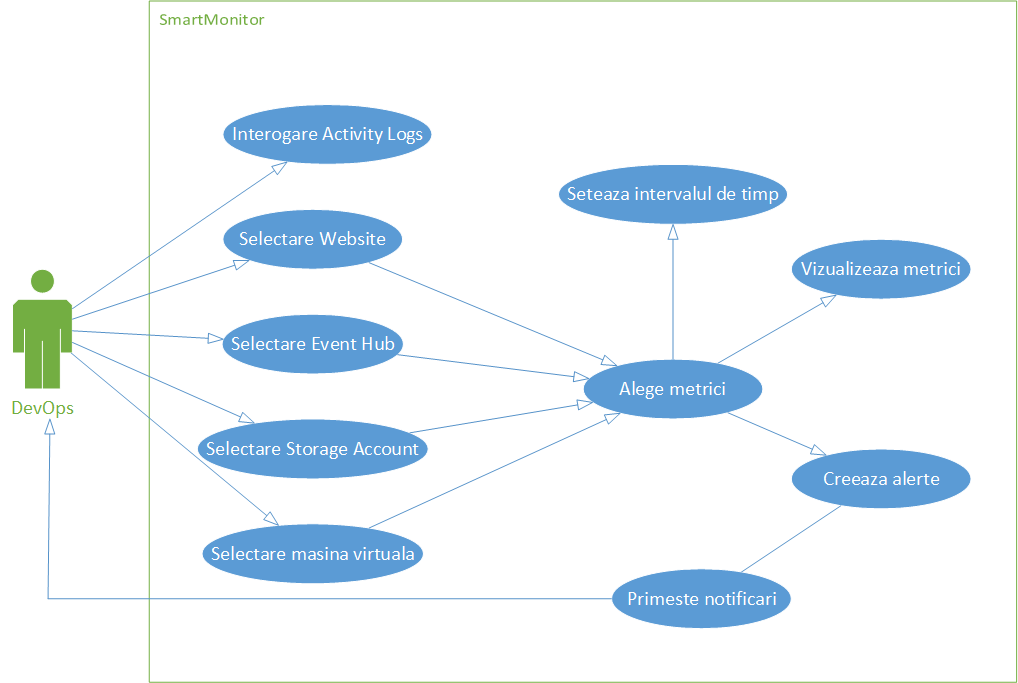 SmartMonitor
Interogare Activity Logs
Seteaza intervalul de timp
Selectare Website
Vizualizeaza metrici
Selectare Event Hub
Alege metrici
DevOps
Selectare Storage Account
Creeaza alerte
Selectare masina virtuala
Primeste notificari